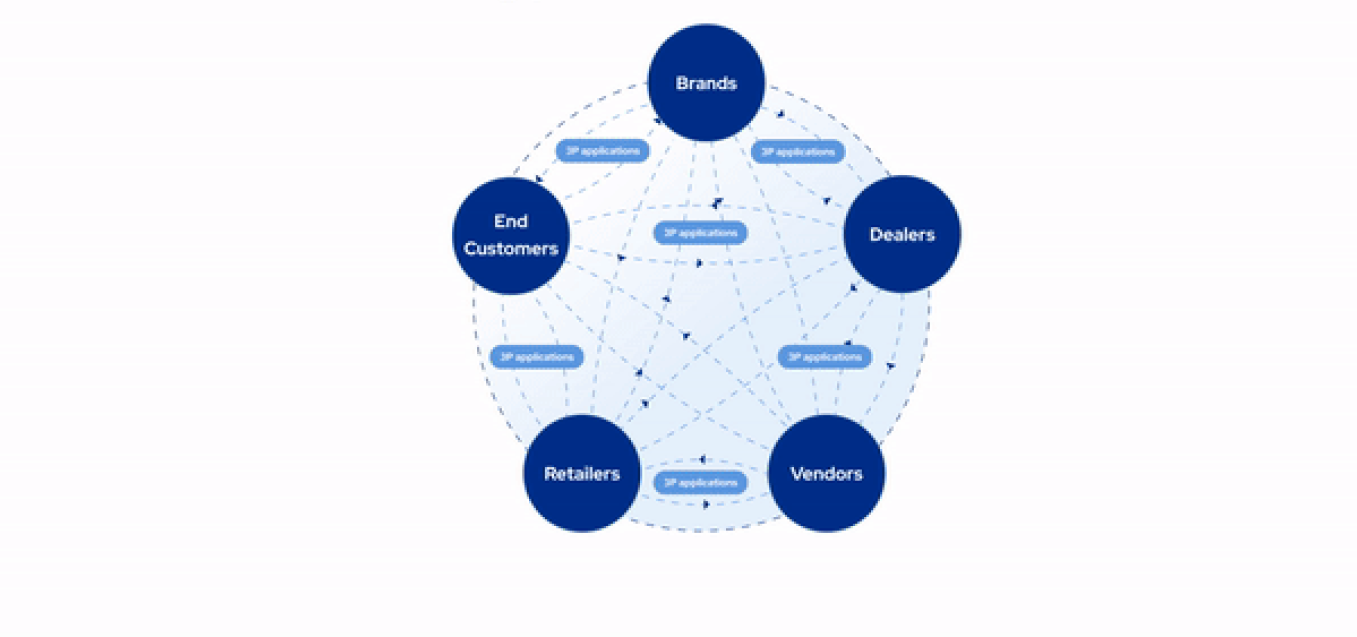 Brands
3P applications
3P applications
End
Customers
3P applications
Dealers
3P applications
3P applications
Retailers
3P applications
Vendors